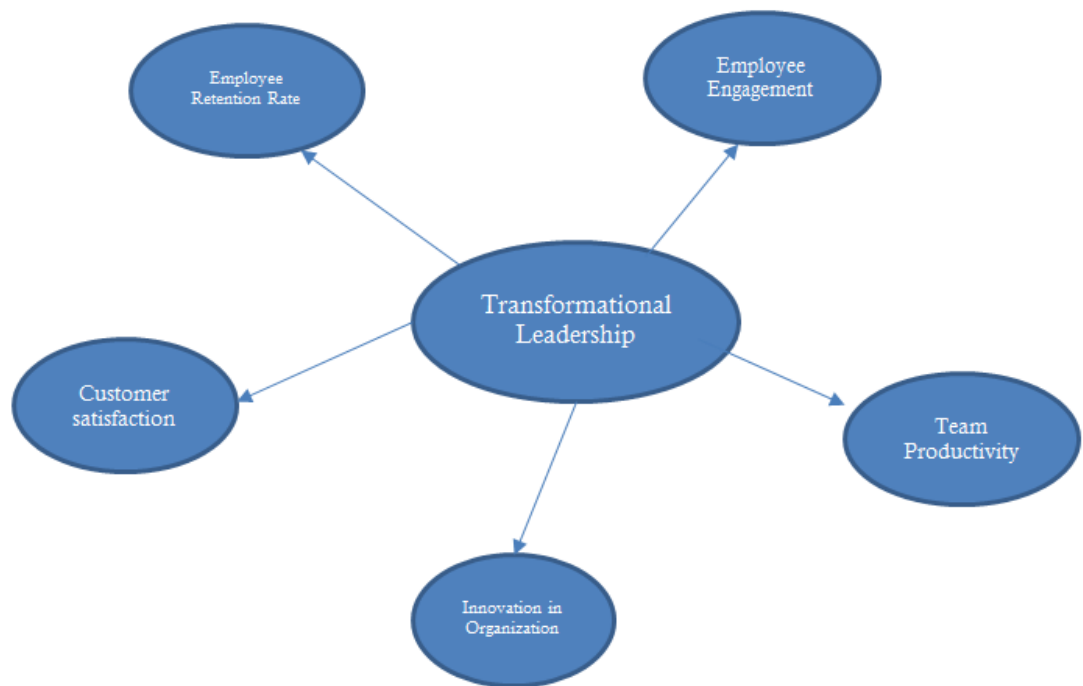 Employee
Retention Rate
Employee
Engagement
Transformational
Leadership
Customer
satisfaction
Team
Productivity
Innovation in
Organization